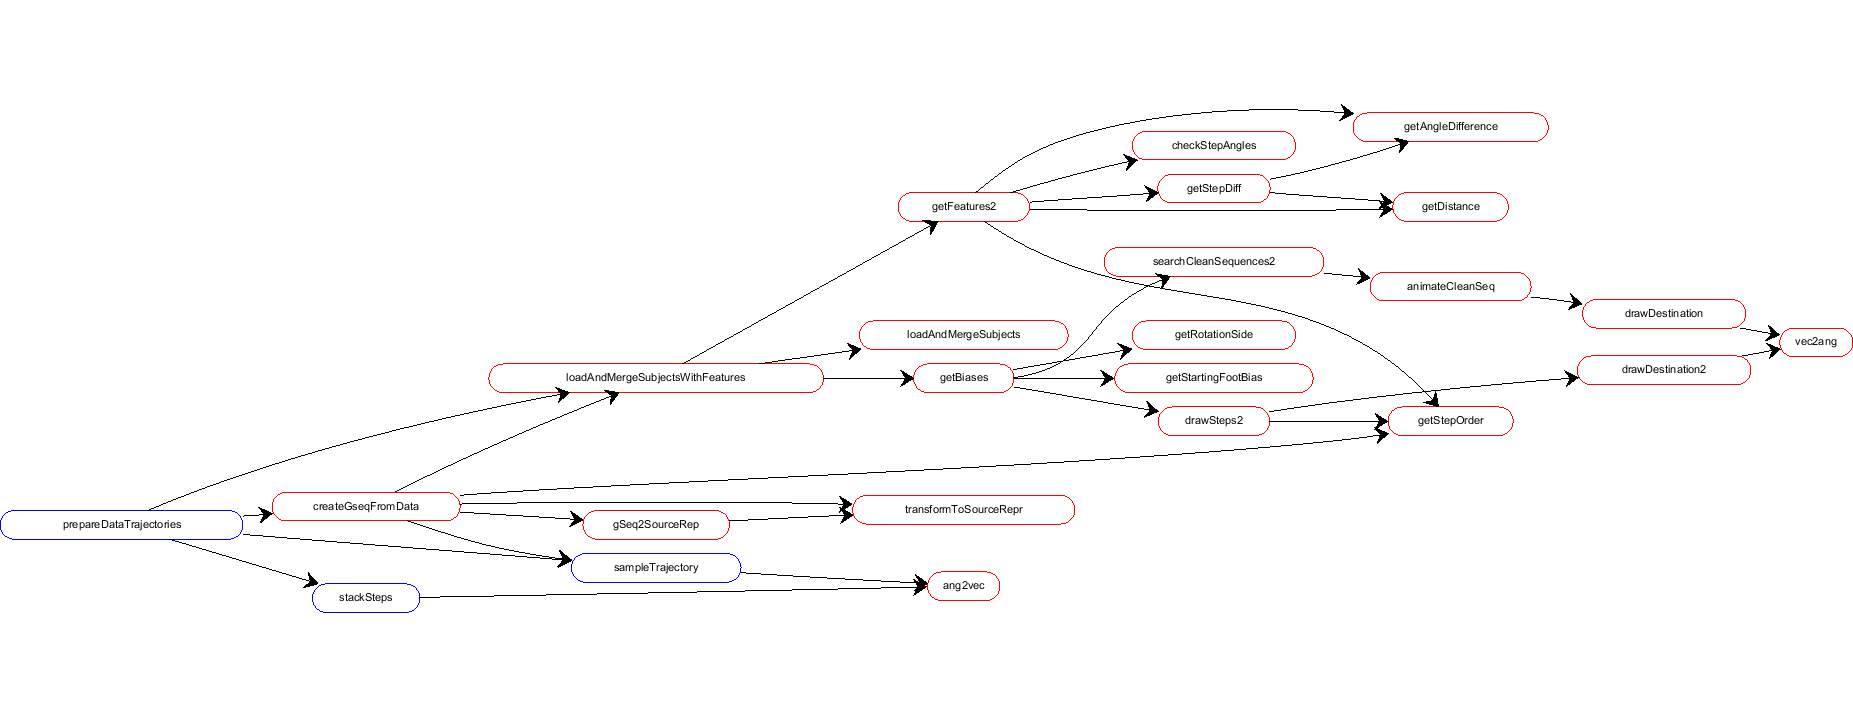 getAngleDifference
checkStepAngles
getStepDiff
getFeatures2
getDistance
searchCleanSequences2
animateCleanSeq
drawDestination
loadAndMergeSubjects
getRotationSide
vec2ang
loadAndMergeSubjectsWithFeatures
getBiases
getStartingFootBias
drawDestination2
drawSteps2
getStepOrder
createGseqFromData
transformToSourceRepr
prepareDataTrajectories
gSeq2SourceRep
sampleTrajectory
ang2vec
stackSteps